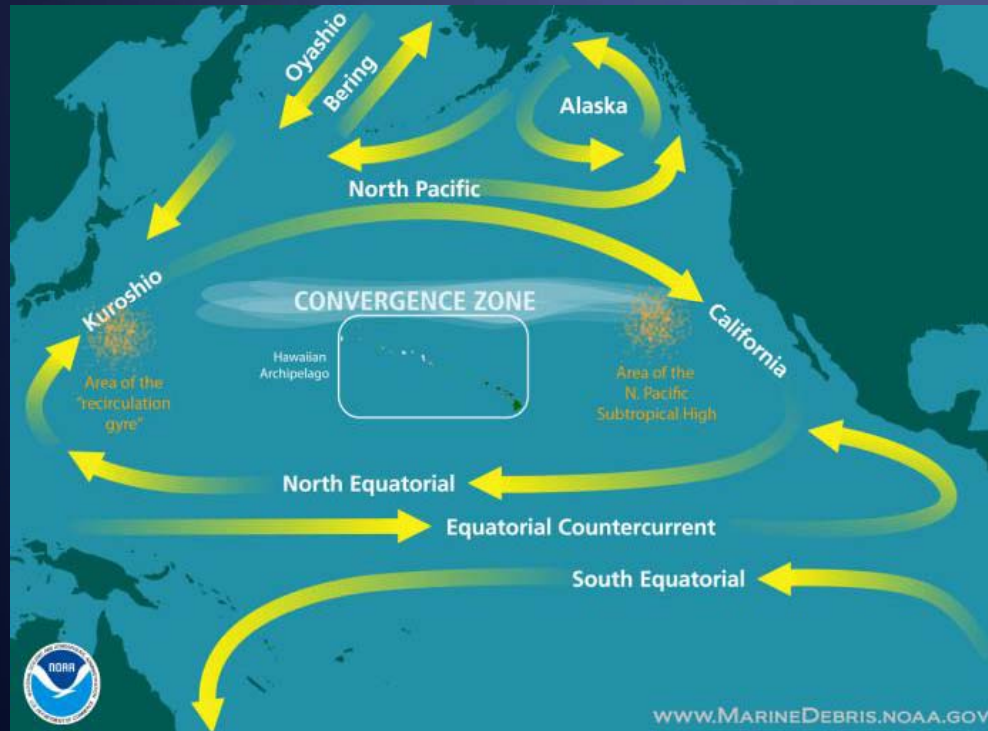 Oyashio
Bering
Alaska
North Pacific
Kuroshio
CONVERGENCE ZONE
California
Hawaiian
Archipelago
Area of the
"recirculation
gyre"
Area of the
N. Pacific
Subtropical High
North Equatorial
Equatorial Countercurrent
South Equatorial
NOAA
WWW.MARINEDEBRIS.NOAA.GOV